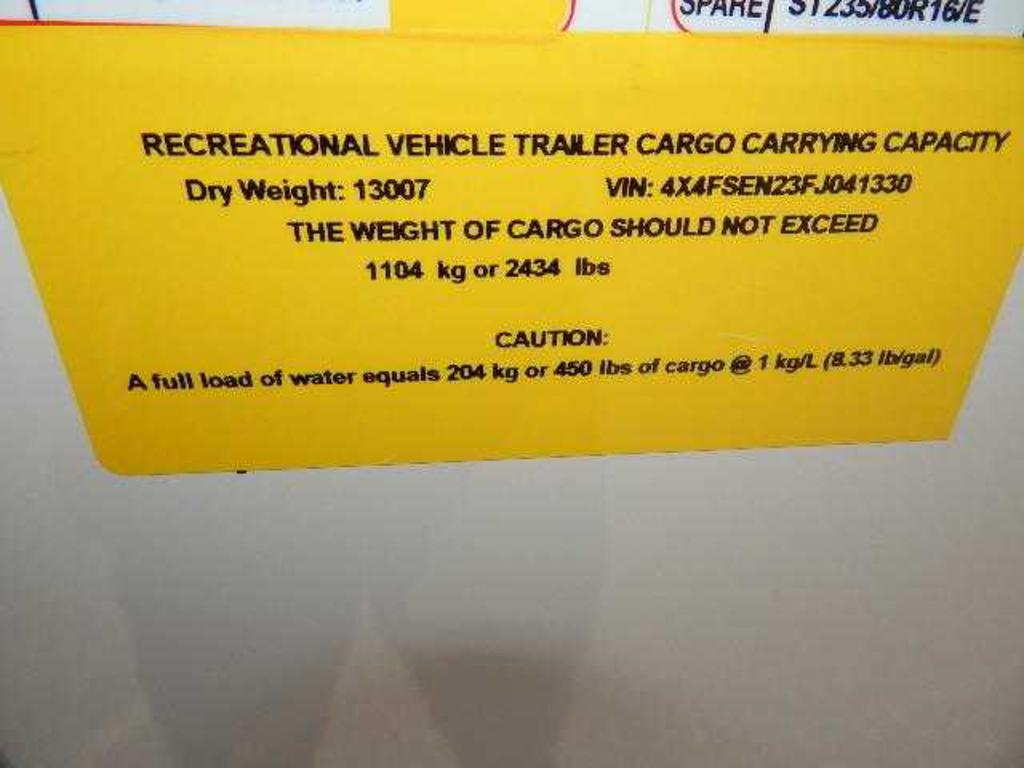 SPARE ST235/80R16/E
RECREATIONAL VEHICLE TRAILER CARGO CARRYING CAPACITY
Dry Weight: 13007 VIN: 4X4FSEN23FJ041330
THE WEIGHT OF CARGO SHOULD NOT EXCEED
1104 kg or 2434 lbs
CAUTION:
A full load of water equals 204 kg or 450 lbs of cargo @ 1 kg/L (8.33 lb/gal)